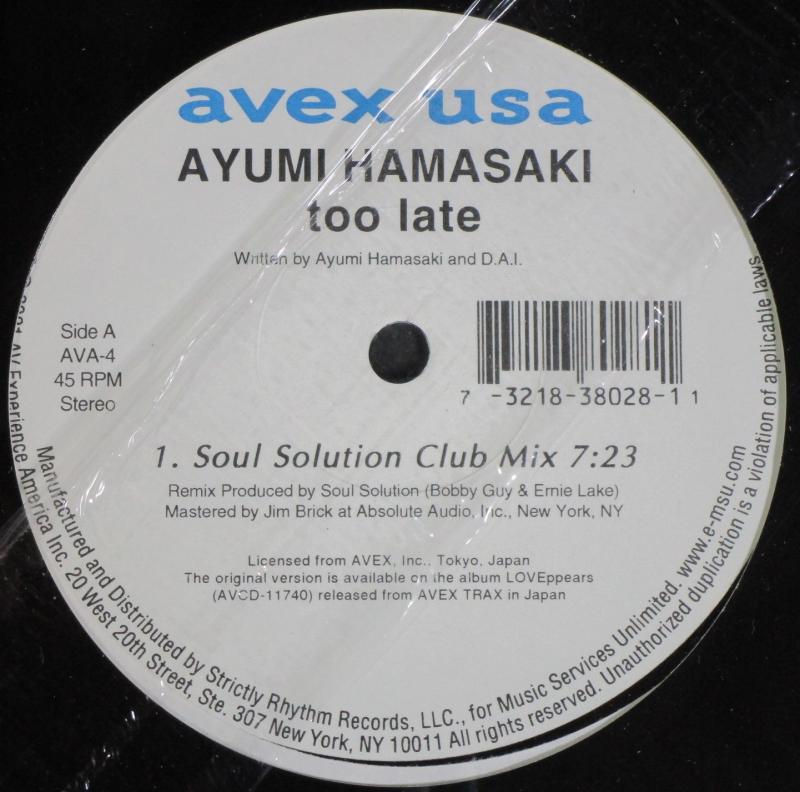 avex usa
AYUMI HAMASAKI
too late
Written by Ayumi Hamasaki and D.A.I.
Side A
AVA-4
45 RPM
Stereo
7 -3218-38028-1 1
1. Soul Solution Club Mix 7:23
Remix Produced by Soul Solution (Bobby Guy & Ernie Lake)
Mastered by Jim Brick at Absolute Audio, Inc., New York, NY
Licensed from AVEX, Inc., Tokyo, Japan
The original version is available on the album LOVEppears
(AVCD-11740) released from AVEX TRAX in Japan
Manufactured and Distributed by Strictly Rhythm Records, LLC., for Music Services Unlimited. www.e-msu.com
AV Experience America Inc. 20 West 20th Street, Ste. 307 New York, NY 10011 All rights reserved. Unauthorized duplication is a violation of applicable laws.